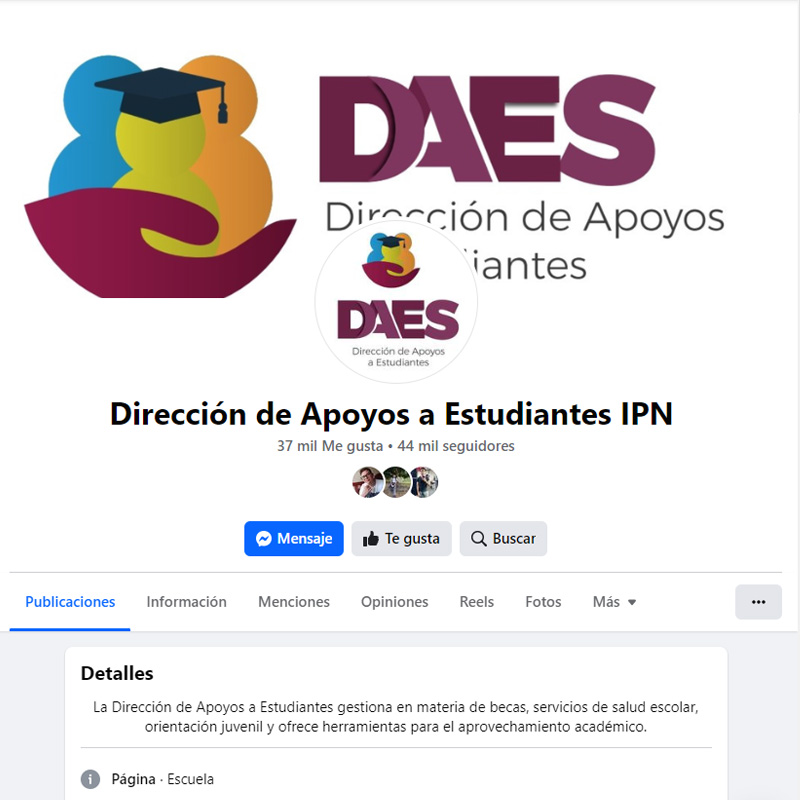 DAES
Dirección de Apoyos
DAES
Dirección de Apoyos
a Estudiantes
Dirección de Apoyos a Estudiantes IPN
37 mil Me gusta • 44 mil seguidores
Mensaje Te gusta Buscar
Publicaciones Información Menciones Opiniones Reels Fotos Más
Detalles
La Dirección de Apoyos a Estudiantes gestiona en materia de becas, servicios de salud escolar,
orientación juvenil y ofrece herramientas para el aprovechamiento académico.
Página · Escuela